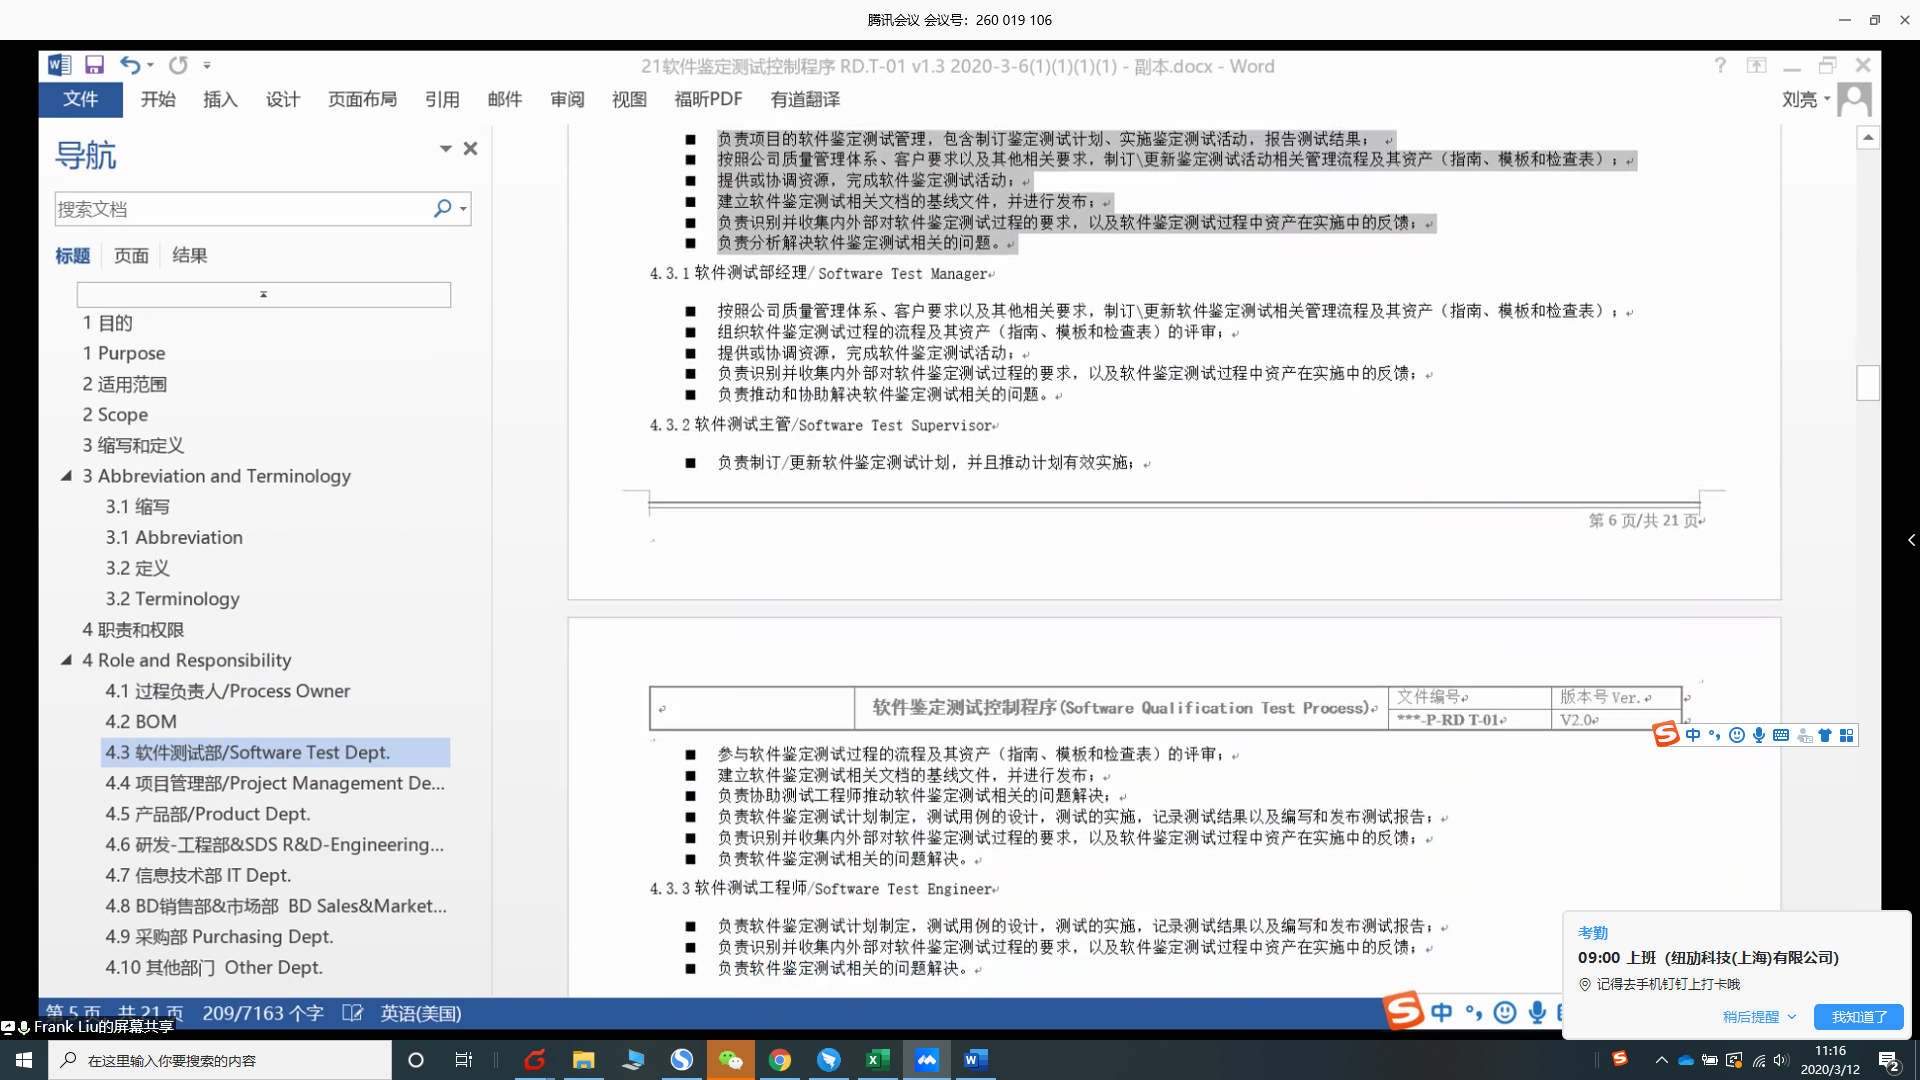 腾讯会议 会议号：260 019 106
21软件鉴定测试控制程序 RD.T-01 v1.3 2020-3-6(1)(1)(1)(1) - 副本.docx - Word
文件 开始 插入 设计 页面布局 引用 邮件 审阅 视图 福昕PDF 有道翻译 刘亮
导航
搜索文档
标题 页面 结果
1 目的
1 Purpose
2 适用范围
2 Scope
3 缩写和定义
3 Abbreviation and Terminology
3.1 缩写
3.1 Abbreviation
3.2 定义
3.2 Terminology
4 职责和权限
4 Role and Responsibility
4.1 过程负责人/Process Owner
4.2 BOM
4.3 软件测试部/Software Test Dept.
4.4 项目管理部/Project Management De...
4.5 产品部/Product Dept.
4.6 研发-工程部&SDS R&D-Engineering...
4.7 信息技术部 IT Dept.
4.8 BD销售部&市场部 BD Sales&Market...
4.9 采购部 Purchasing Dept.
4.10 其他部门 Other Dept.
负责项目的软件鉴定测试管理，包含制订鉴定测试计划、实施鉴定测试活动，报告测试结果；
按照公司质量管理体系、客户要求以及其他相关要求，制订\更新鉴定测试活动相关管理流程及其资产（指南、模板和检查表）；
提供或协调资源，完成软件鉴定测试活动；
建立软件鉴定测试相关文档的基线文件，并进行发布；
负责识别并收集内外部对软件鉴定测试过程的要求，以及软件鉴定测试过程中资产在实施中的反馈；
负责分析解决软件鉴定测试相关的问题。
4.3.1 软件测试部经理/ Software Test Manager
按照公司质量管理体系、客户要求以及其他相关要求，制订\更新软件鉴定测试相关管理流程及其资产（指南、模板和检查表）；
组织软件鉴定测试过程的流程及其资产（指南、模板和检查表）的评审；
提供或协调资源，完成软件鉴定测试活动；
负责识别并收集内外部对软件鉴定测试过程的要求，以及软件鉴定测试过程中资产在实施中的反馈；
负责推动和协助解决软件鉴定测试相关的问题。
4.3.2 软件测试主管/Software Test Supervisor
负责制订/更新软件鉴定测试计划，并且推动计划有效实施；
第 6 页/共 21 页
软件鉴定测试控制程序(Software Qualification Test Process)
文件编号 版本号 Ver.
***-P-RD T-01 V2.0
参与软件鉴定测试过程的流程及其资产（指南、模板和检查表）的评审；
建立软件鉴定测试相关文档的基线文件，并进行发布；
负责协助测试工程师推动软件鉴定测试相关的问题解决；
负责软件鉴定测试计划制定，测试用例的设计，测试的实施，记录测试结果以及编写和发布测试报告；
负责识别并收集内外部对软件鉴定测试过程的要求，以及软件鉴定测试过程中资产在实施中的反馈；
负责软件鉴定测试相关的问题解决。
4.3.3 软件测试工程师/Software Test Engineer
负责软件鉴定测试计划制定，测试用例的设计，测试的实施，记录测试结果以及编写和发布测试报告；
负责识别并收集内外部对软件鉴定测试过程的要求，以及软件鉴定测试过程中资产在实施中的反馈；
负责软件鉴定测试相关的问题解决。
中
考勤
09:00 上班 (纽劢科技(上海)有限公司)
记得去手机钉钉上打卡哦
稍后提醒 我知道了
第 5 页，共 21 页 209/7163 个字 英语(美国)
中
Frank Liu的屏幕共享
在这里输入你要搜索的内容
11:16
2020/3/12
2